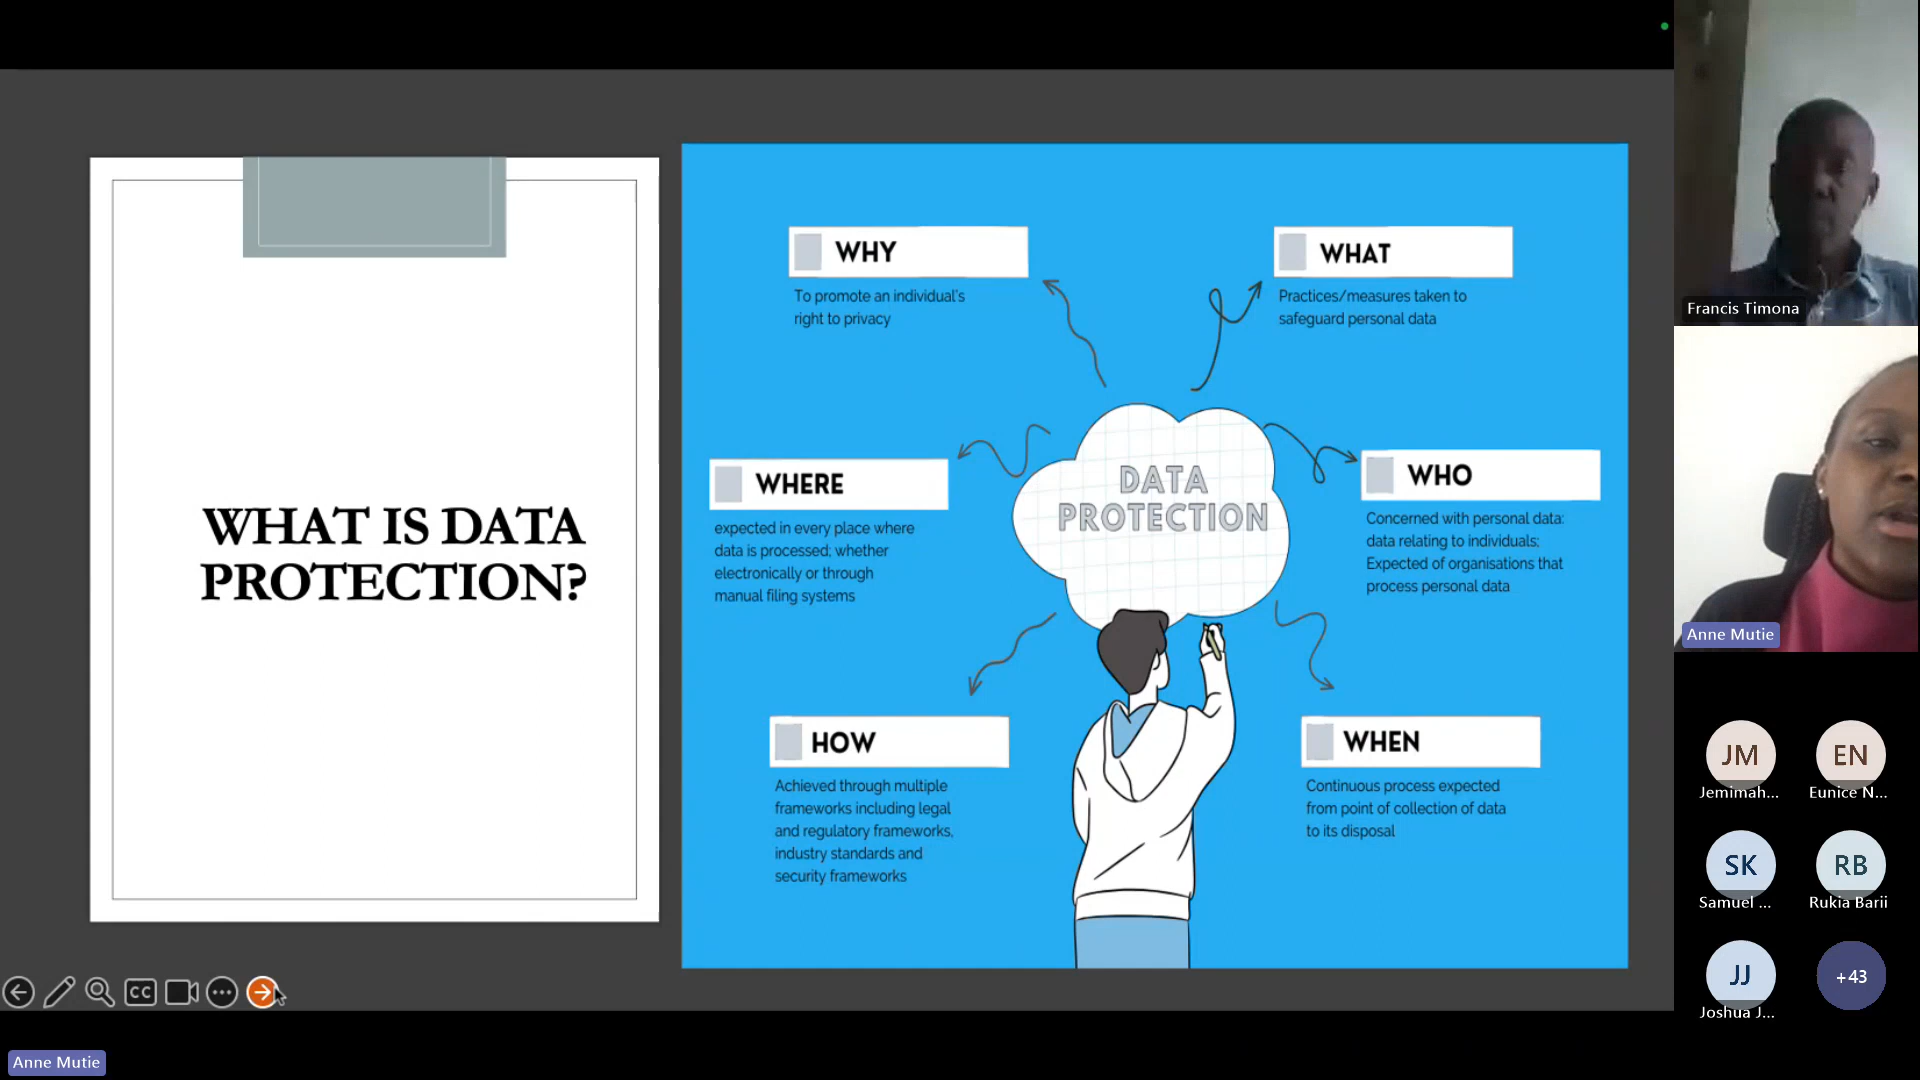 WHAT IS DATA
PROTECTION?
WHY
To promote an individual's
right to privacy
WHAT
Practices/measures taken to
safeguard personal data
WHERE
expected in every place where
data is processed; whether
electronically or through
manual filing systems
DATA
PROTECTION
WHO
Concerned with personal data:
data relating to individuals;
Expected of organisations that
process personal data
HOW
Achieved through multiple
frameworks including legal
and regulatory frameworks,
industry standards and
security frameworks
WHEN
Continuous process expected
from point of collection of data
to its disposal
CC
Anne Mutie
Francis Timona
Anne Mutie
JM
Jemimah...
EN
Eunice N...
SK
Samuel ...
RB
Rukia Barii
JJ
Joshua J...
+43